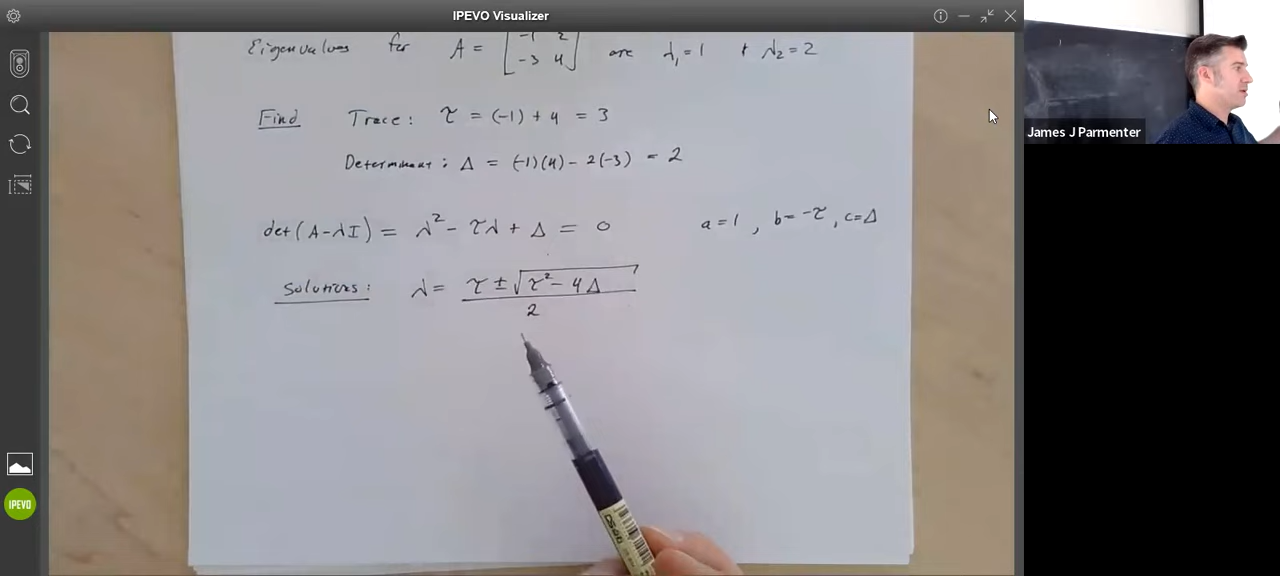 IPEVO Visualizer
Eigenvalues for A = [-1 2
-3 4] are λ₁=1 + λ₂=2
Find Trace: τ = (-1) + 4 = 3
Determinant: Δ = (-1)(4) - 2(-3) = 2
det(A-λI) = λ² - τλ + Δ = 0 a=1, b=-τ, c=Δ
Solutions: λ = (τ ± √(τ² - 4Δ)) / 2
James J Parmenter
IPEVO